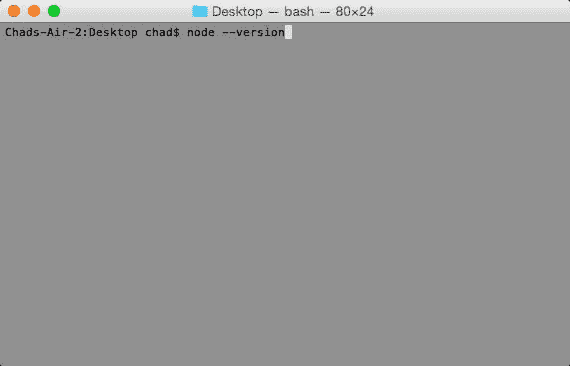 Desktop — bash — 80×24
Chads-Air-2:Desktop chad$ node --version